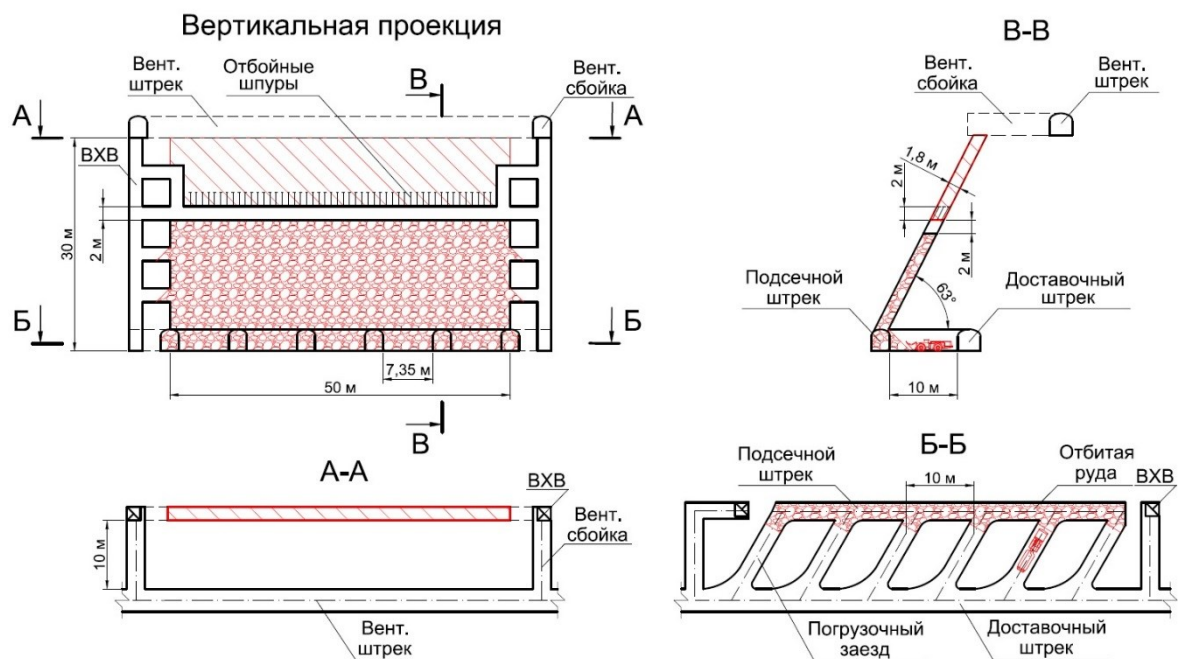 Вертикальная проекция
Вент.
штрек
Отбойные
шпуры
В
Вент.
сбойка
А
А
ВХВ
30 м
2 м
Б
Б
7,35 м
50 м
В
В-В
Вент.
сбойка
Вент.
штрек
1,8 м
2 м
2 м
63°
Подсечной
штрек
Доставочный
штрек
10 м
А-А
ВХВ
Вент.
сбойка
10 м
Вент.
штрек
Б-Б
Подсечной
штрек
10 м
Отбитая
руда
ВХВ
Погрузочный
заезд
Доставочный
штрек